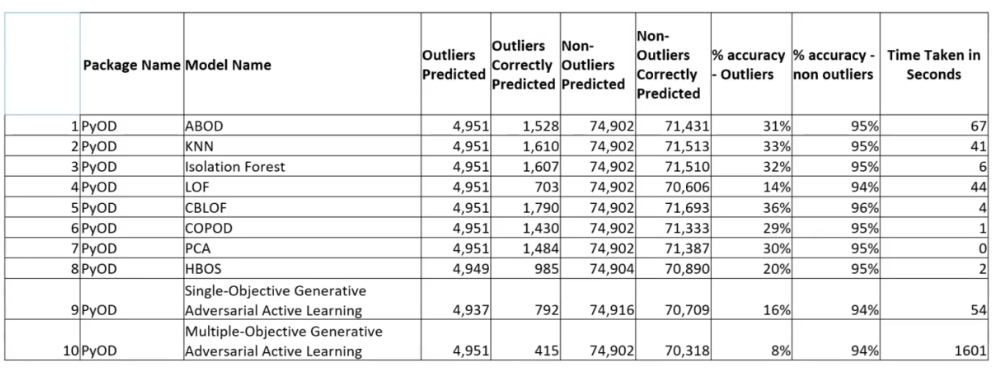 Package Name Model Name Outliers Predicted Outliers Correctly Predicted Non-Outliers Predicted Non-Outliers Correctly Predicted % accuracy - Outliers % accuracy - non outliers Time Taken in Seconds
1 PyOD ABOD 4,951 1,528 74,902 71,431 31% 95% 67
2 PyOD KNN 4,951 1,610 74,902 71,513 33% 95% 41
3 PyOD Isolation Forest 4,951 1,607 74,902 71,510 32% 95% 6
4 PyOD LOF 4,951 703 74,902 70,606 14% 94% 44
5 PyOD CBLOF 4,951 1,790 74,902 71,693 36% 96% 4
6 PyOD COPOD 4,951 1,430 74,902 71,333 29% 95% 1
7 PyOD PCA 4,951 1,484 74,902 71,387 30% 95% 0
8 PyOD HBOS 4,949 985 74,904 70,890 20% 95% 2
Single-Objective Generative
9 PyOD Adversarial Active Learning 4,937 792 74,916 70,709 16% 94% 54
Multiple-Objective Generative
10 PyOD Adversarial Active Learning 4,951 415 74,902 70,318 8% 94% 1601